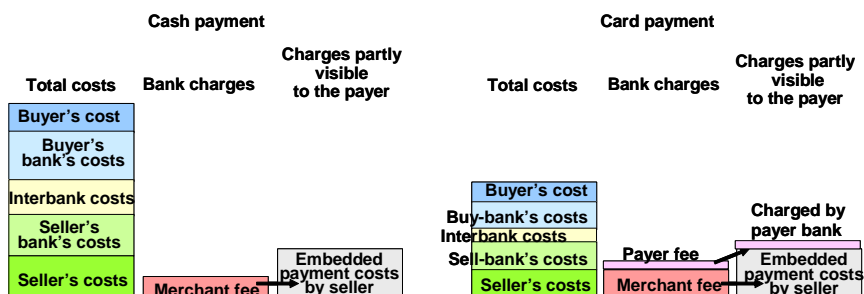 Cash payment
Total costs
Bank charges
Charges partly
visible
to the payer
Buyer's cost
Buyer's
bank's costs
Interbank costs
Seller's
bank's costs
Seller's costs
Merchant fee
Embedded
payment costs
by seller
Card payment
Total costs
Bank charges
Charges partly
visible
to the payer
Buyer's cost
Buy-bank's costs
Interbank costs
Sell-bank's costs
Seller's costs
Payer fee
Merchant fee
Charged by
payer bank
Embedded
payment costs
by seller